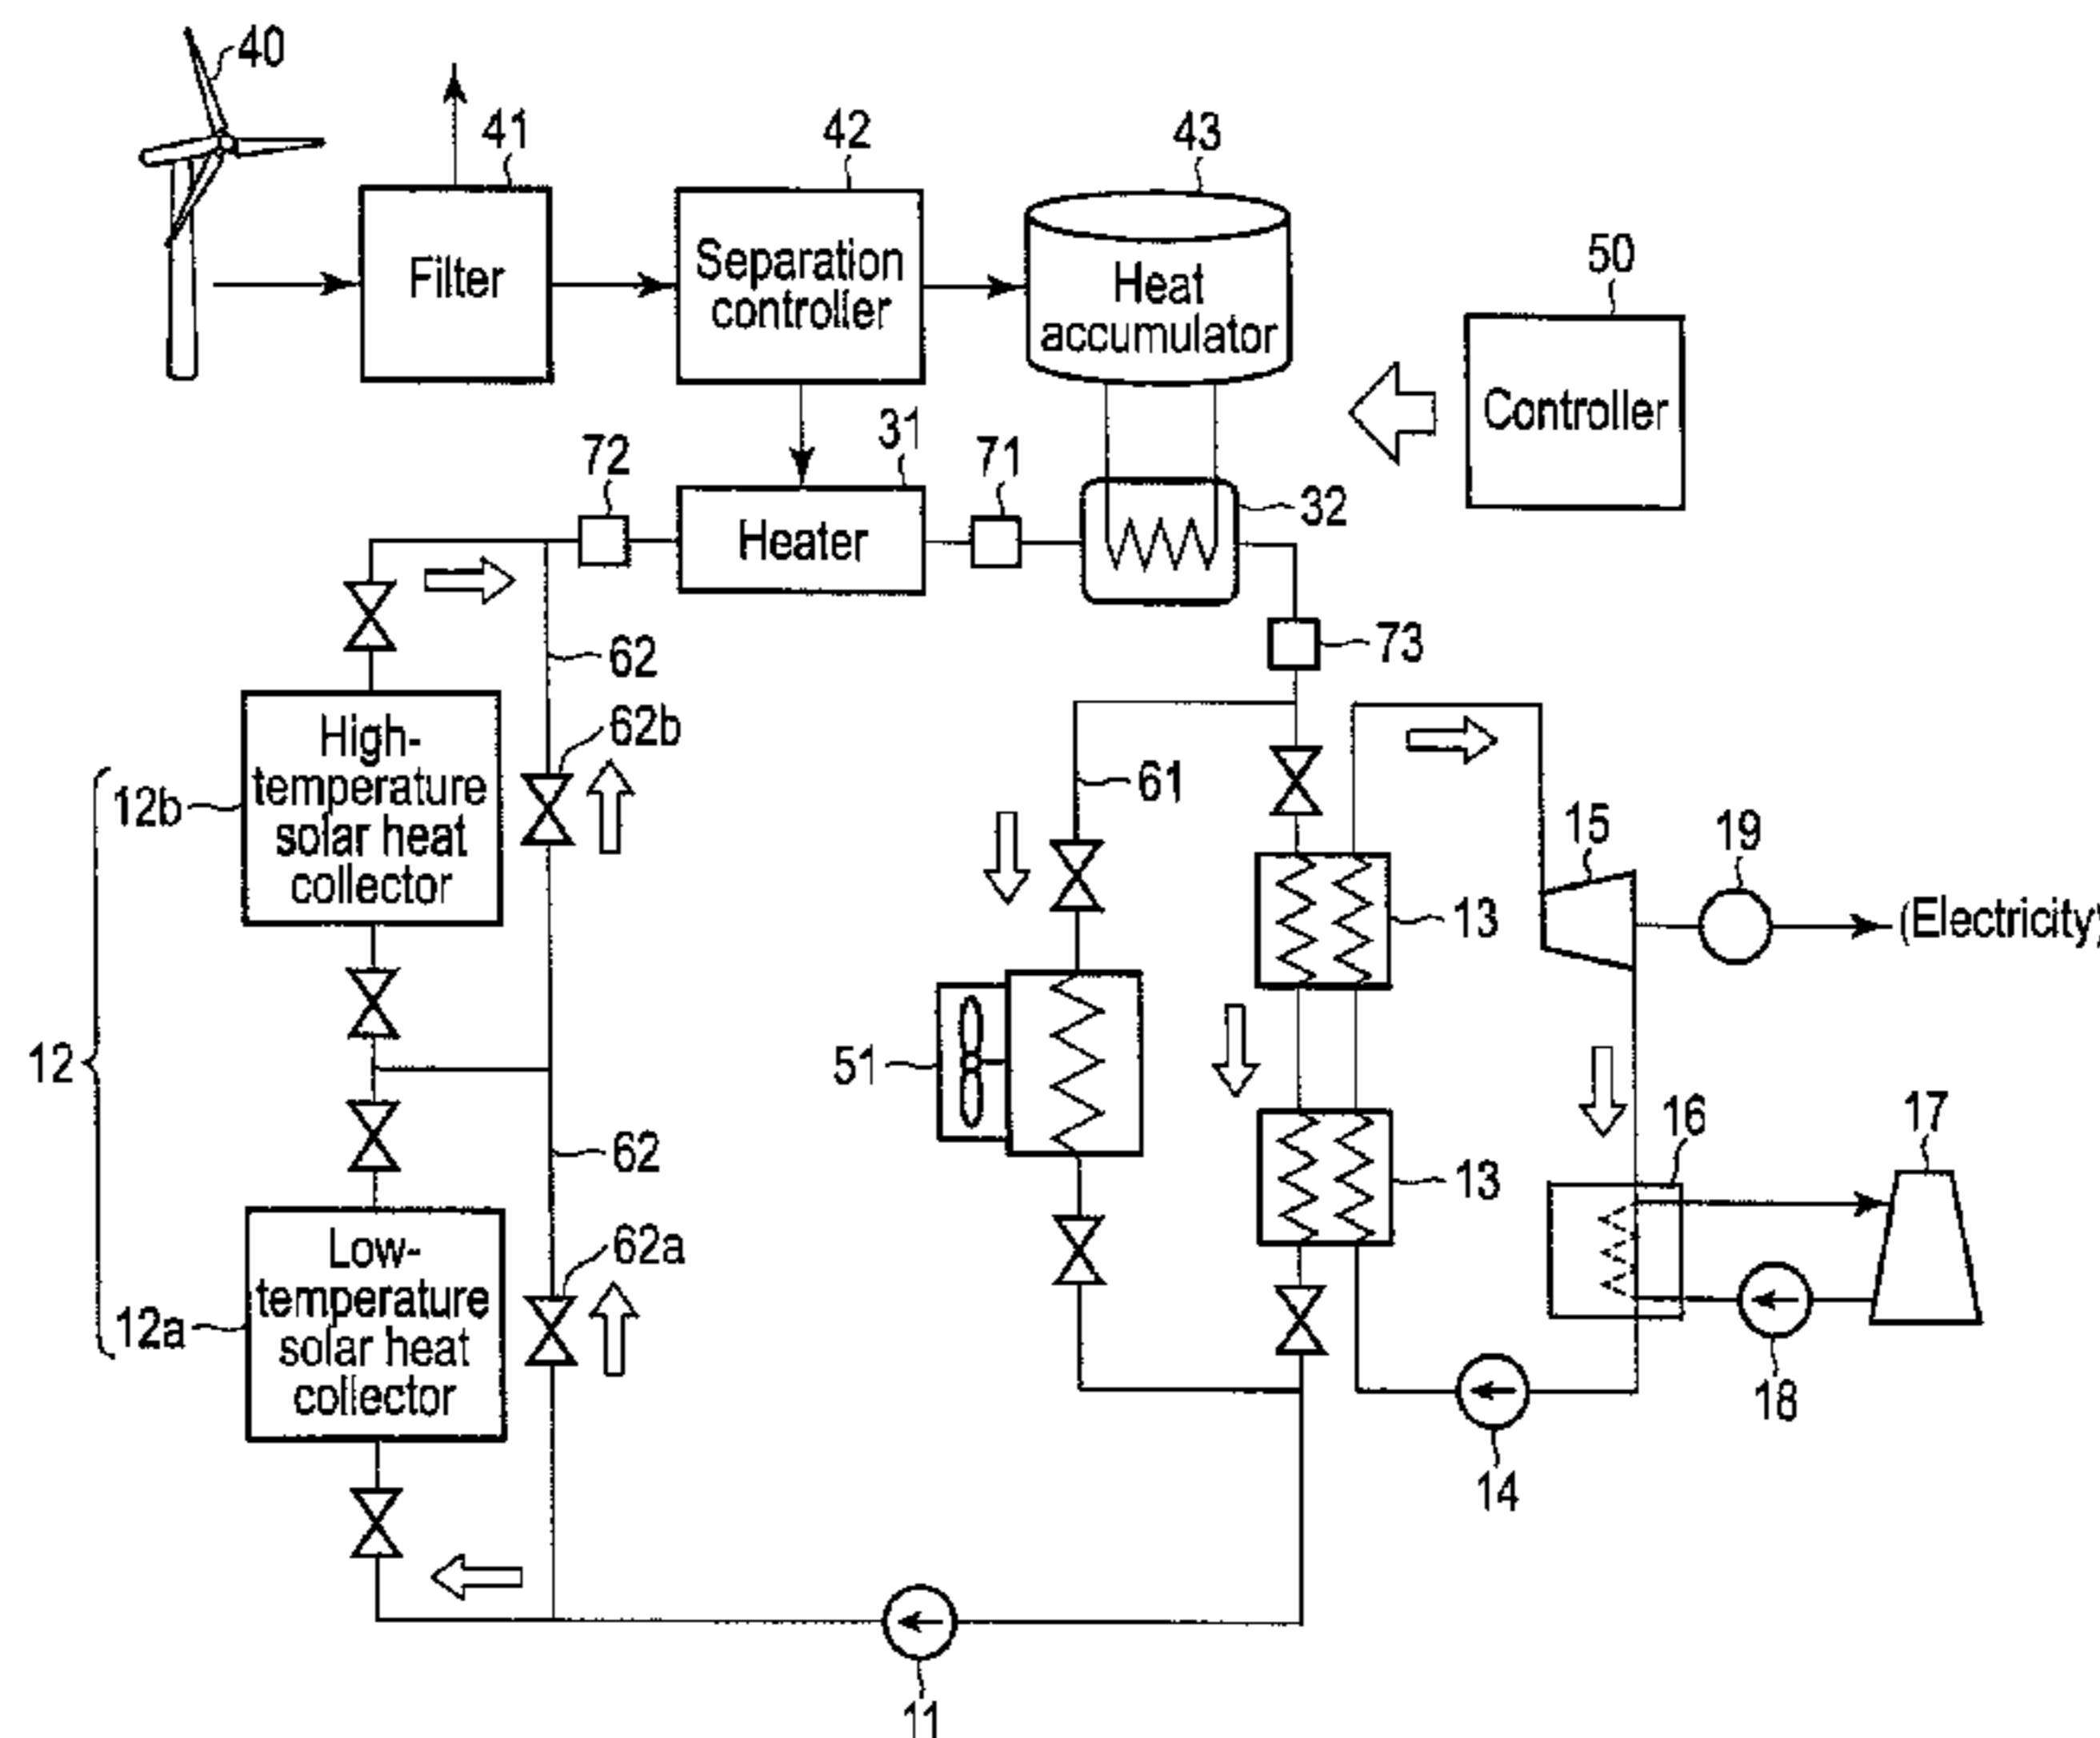 40
41
42
43
Filter
Separation
controller
Heat
accumulator
50
Controller
72
31
71
Heater
32
73
62
62b
61
High-
temperature
solar heat
collector
12b
15
19
(Electricity)
13
51
12
62
16
17
13
62a
Low-
temperature
solar heat
collector
12a
18
14
11